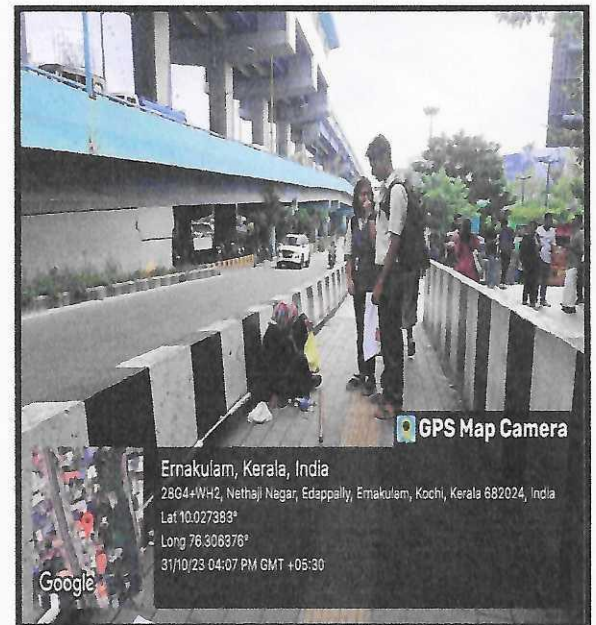 GPS Map Camera
Ernakulam, Kerala, India
28G4+WH2, Nethaji Nagar, Edappally, Ernakulam, Kochi, Kerala 682024, India
Lat 10.027383°
Long 76.306376°
31/10/23 04:07 PM GMT +05:30
Google